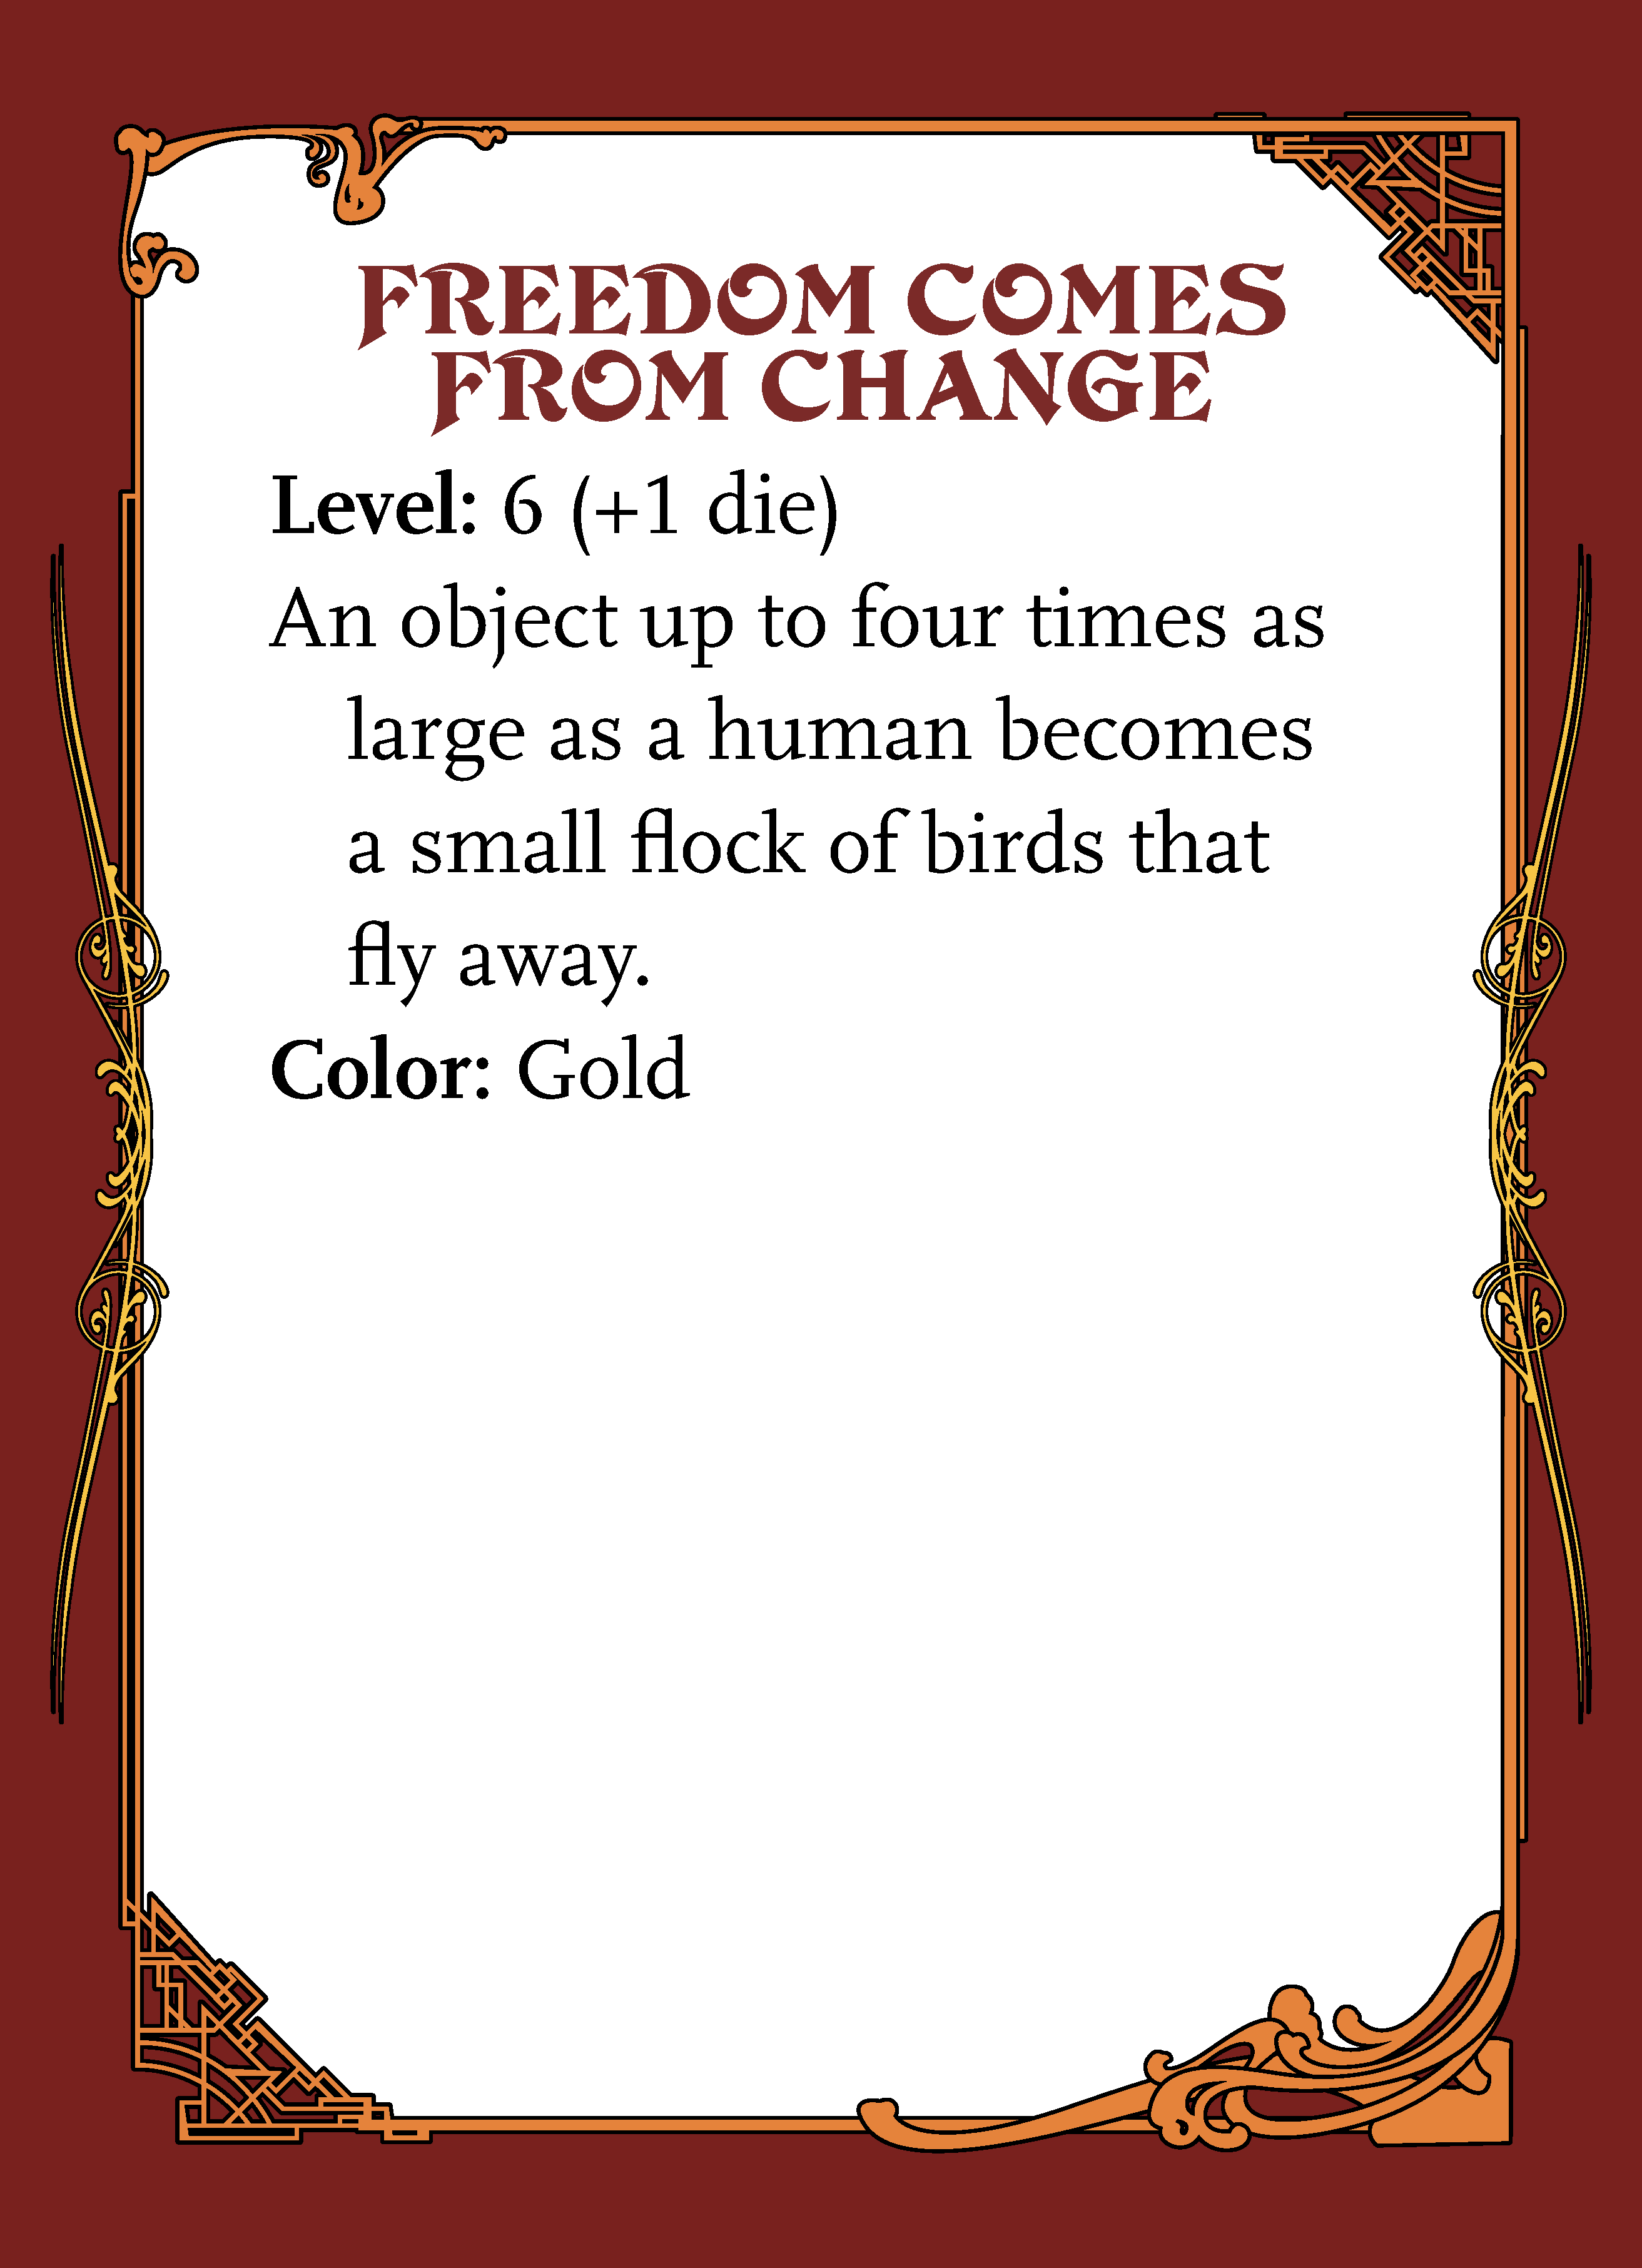 FREEDOM COMES
FROM CHANGE
Level: 6 (+1 die)
An object up to four times as
large as a human becomes
a small flock of birds that
fly away.
Color: Gold